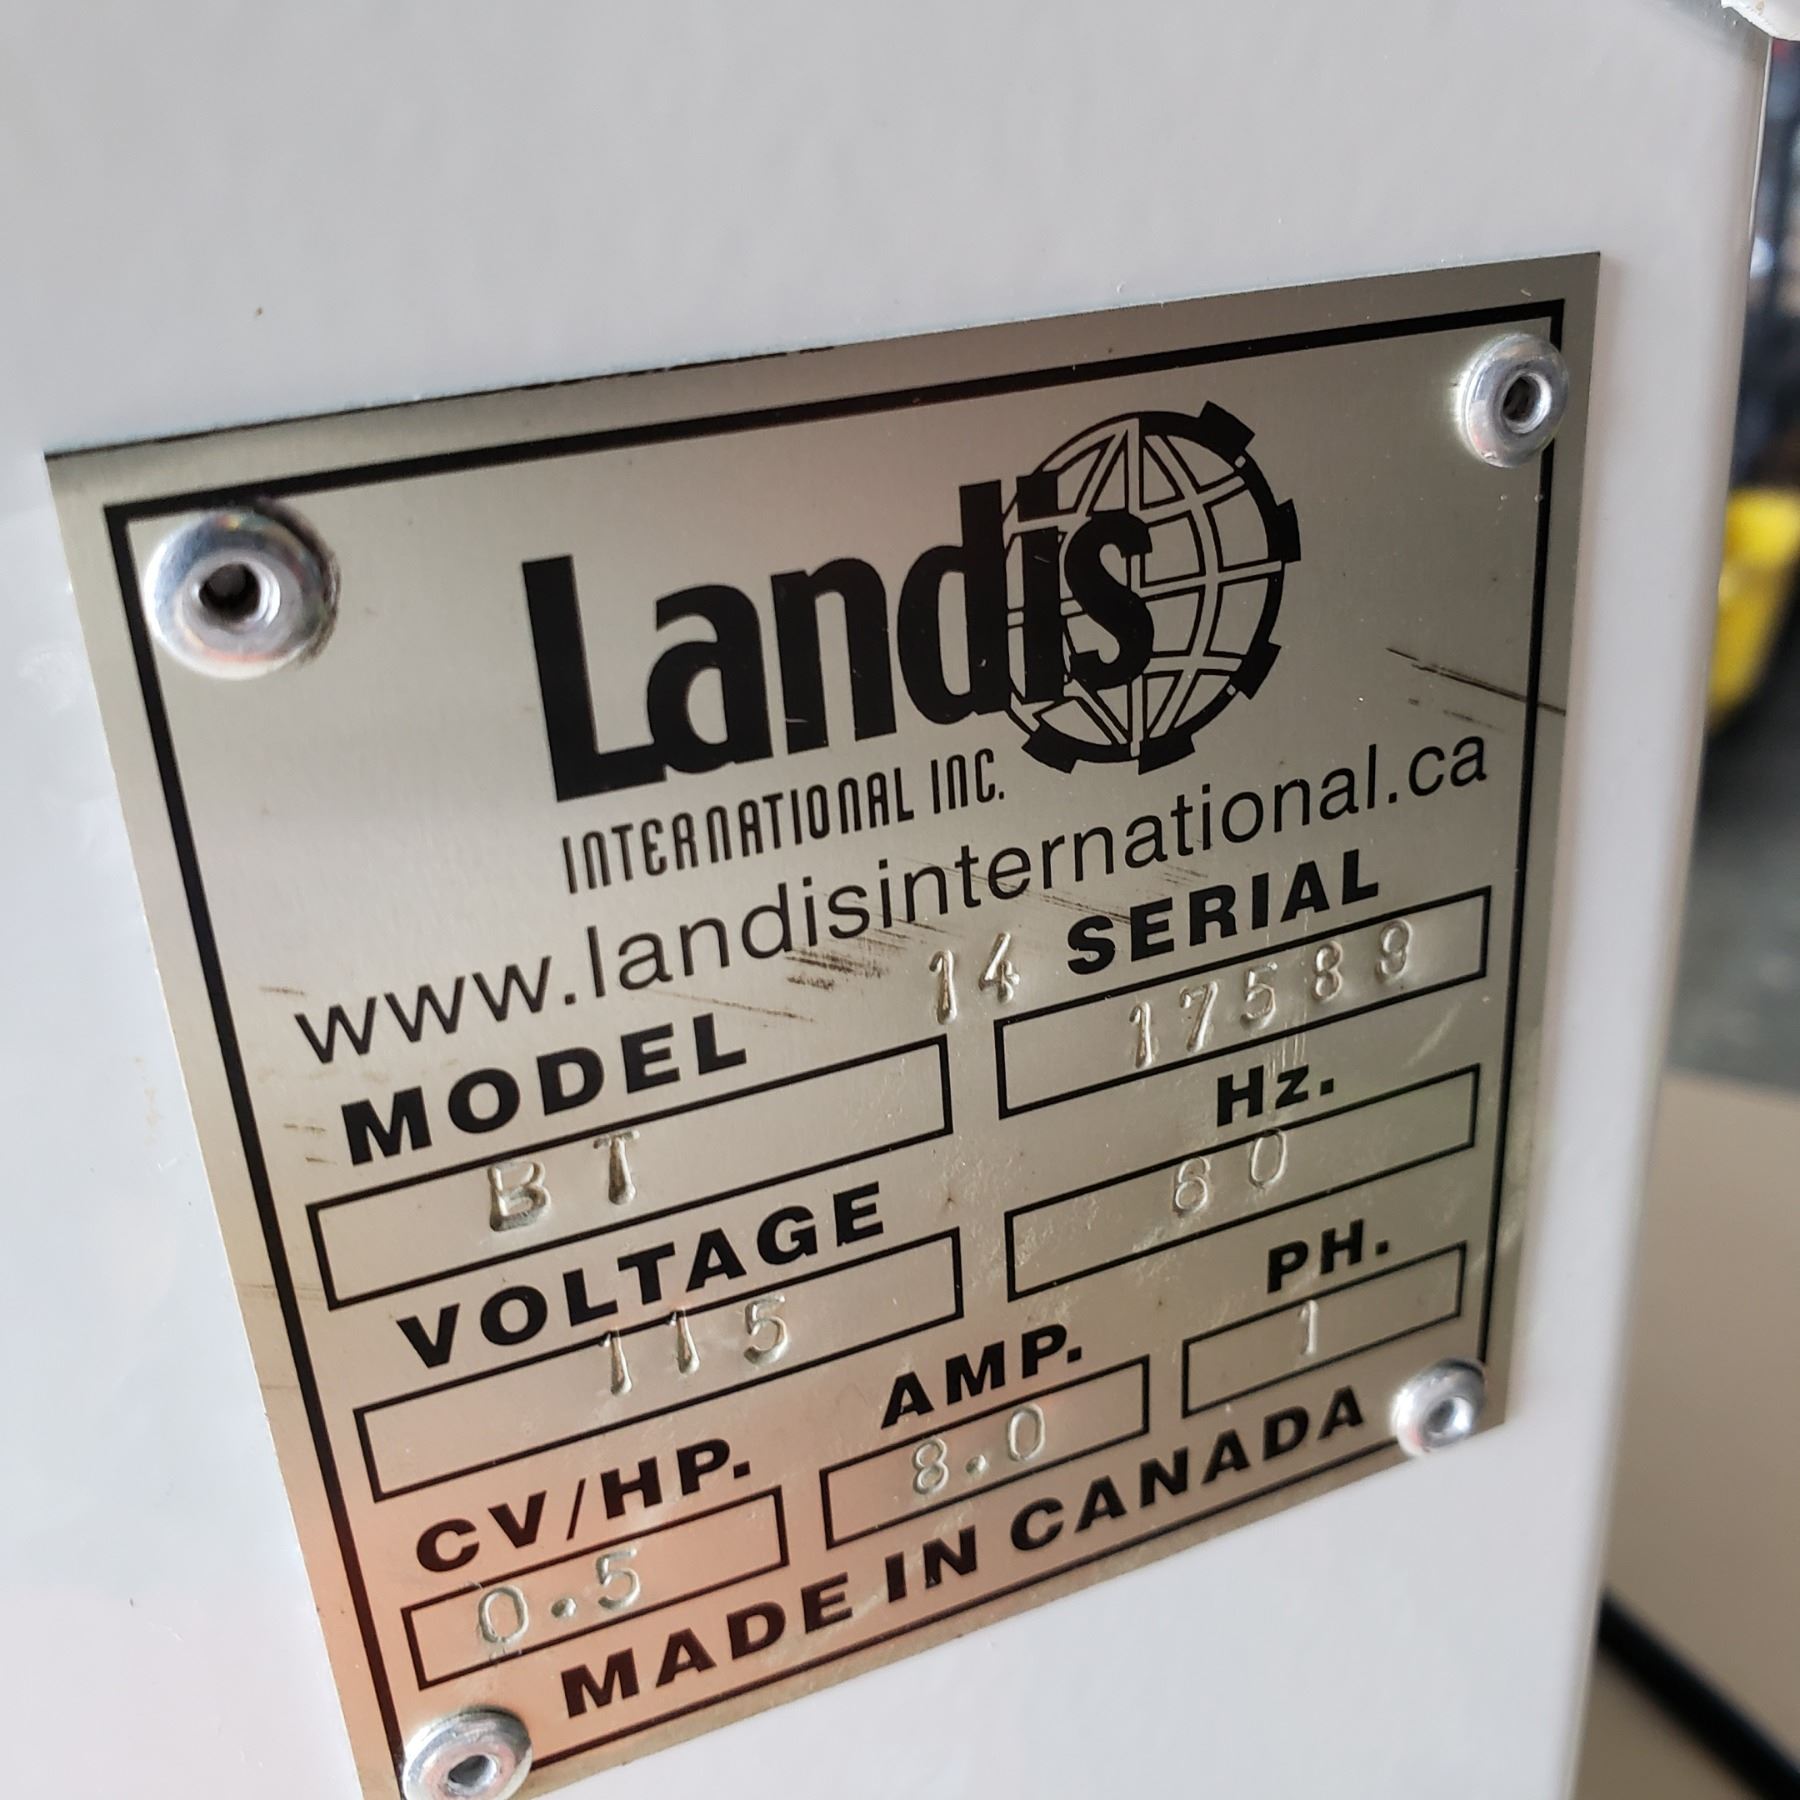 Landis
INTERNATIONAL INC.
www.landisinternational.ca
MODEL 14 SERIAL
BT 17589
VOLTAGE Hz.
115 60
CV/HP. AMP. PH.
0.5 8.0 1
MADE IN CANADA